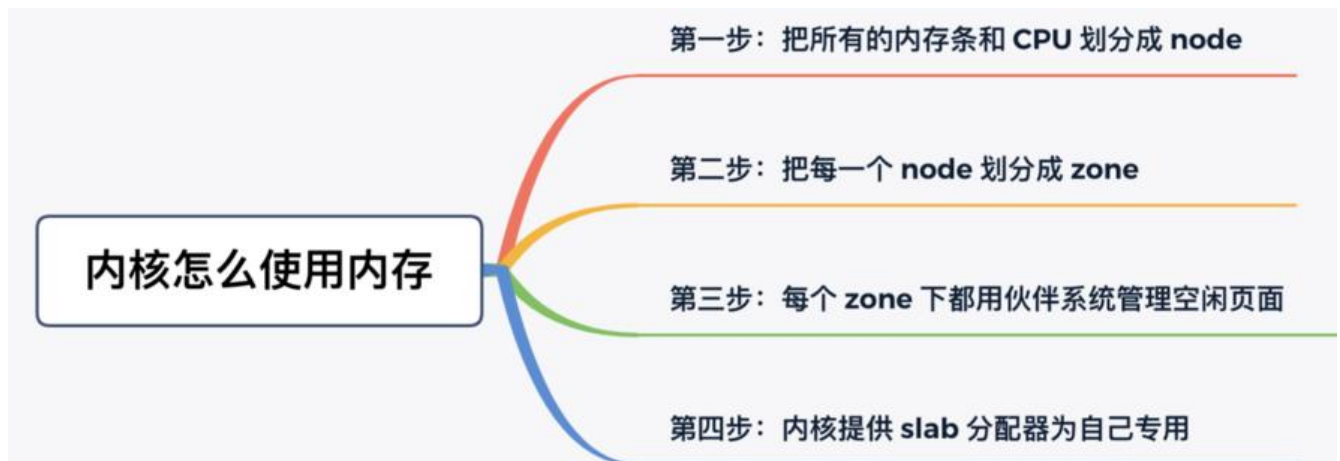 第一步：把所有的内存条和 CPU 划分成 node
第二步：把每一个 node 划分成 zone
内核怎么使用内存
第三步：每个 zone 下都用伙伴系统管理空闲页面
第四步：内核提供 slab 分配器为自己专用